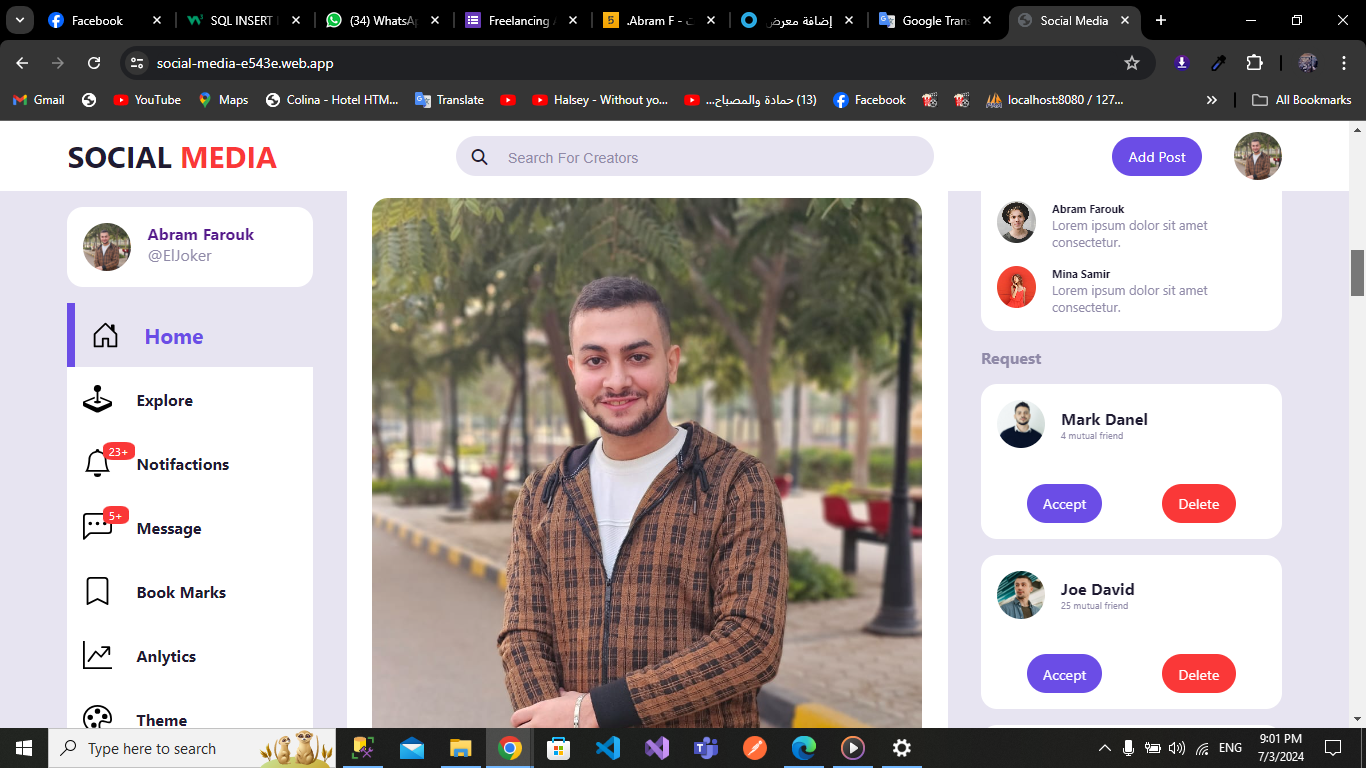 Facebook
SQL INSERT I
(34) WhatsA
Freelancing
5
.Abram F - ت
إضافة معرض
Google Tran
Social Media
social-media-e543e.web.app
Gmail
YouTube
Maps
Colina - Hotel HTM...
Translate
Halsey - Without yo...
(13) حمادة والمصباح...
Facebook
localhost:8080 / 127...
All Bookmarks
SOCIAL MEDIA
Search For Creators
Add Post
Abram Farouk
@ElJoker
Home
Explore
23+
Notifactions
5+
Message
Book Marks
Anlytics
Theme
Abram Farouk
Lorem ipsum dolor sit amet
consectetur.
Mina Samir
Lorem ipsum dolor sit amet
consectetur.
Request
Mark Danel
4 mutual friend
Accept
Delete
Joe David
25 mutual friend
Accept
Delete
Type here to search
ENG
9:01 PM
7/3/2024